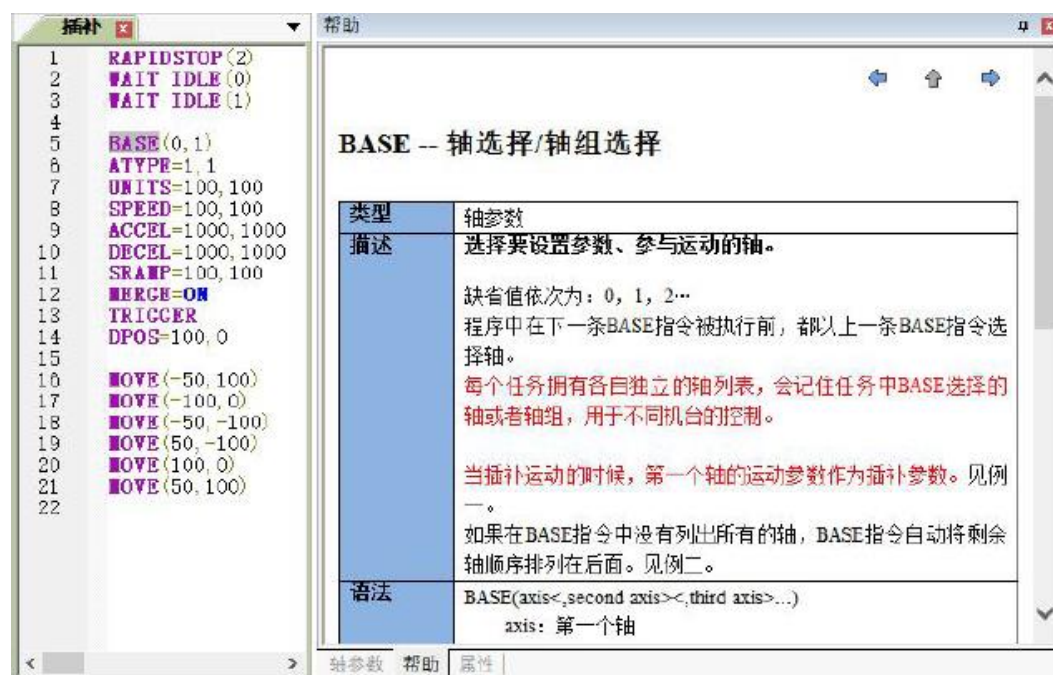 插补
帮助
1 RAPIDSTOP(2)
2 WAIT IDLE(0)
3 WAIT IDLE(1)
4
5 BASE(0,1)
6 ATYPE=1,1
7 UNITS=100,100
8 SPEED=100,100
9 ACCEL=1000,1000
10 DECEL=1000,1000
11 SRAMP=100,100
12 MERGE=ON
13 TRIGGER
14 DPOS=100,0
15
16 MOVE(-50,100)
17 MOVE(-100,0)
18 MOVE(-50,-100)
19 MOVE(50,-100)
20 MOVE(100,0)
21 MOVE(50,100)
22
BASE -- 轴选择/轴组选择
类型 轴参数
描述 选择要设置参数、参与运动的轴。
缺省值依次为：0，1，2…
程序中在下一条BASE指令被执行前，都以上一条BASE指令选
择轴。
每个任务拥有各自独立的轴列表，会记住任务中BASE选择的
轴或者轴组，用于不同机台的控制。
当插补运动的时候，第一个轴的运动参数作为插补参数。见例
一。
如果在BASE指令中没有列出所有的轴，BASE指令自动将剩余
轴顺序排列在后面。见例二。
语法 BASE(axis<,second axis><,third axis>...)
axis：第一个轴
轴参数 帮助 属性